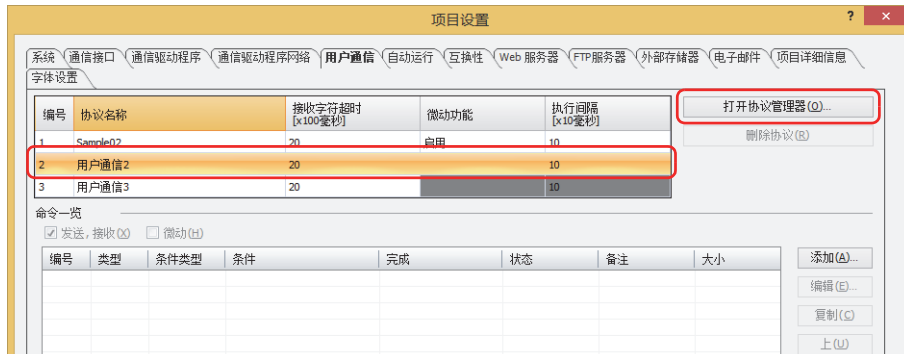 项目设置
? ×
系统 通信接口 通信驱动程序 通信驱动程序网络 用户通信 自动运行 互换性 Web 服务器 FTP服务器 外部存储器 电子邮件 项目详细信息
字体设置
编号 协议名称 接收字符超时 [x100毫秒] 微动功能 执行间隔 [x10毫秒]
1 Sample02 20 启用 10
2 用户通信2 20 10
3 用户通信3 20 10
打开协议管理器(O)...
删除协议(R)
命令一览
发送, 接收(X) 微动(H)
编号 类型 条件类型 条件 完成 状态 备注 大小
添加(A)...
编辑(E)...
复制(C)
上(U)